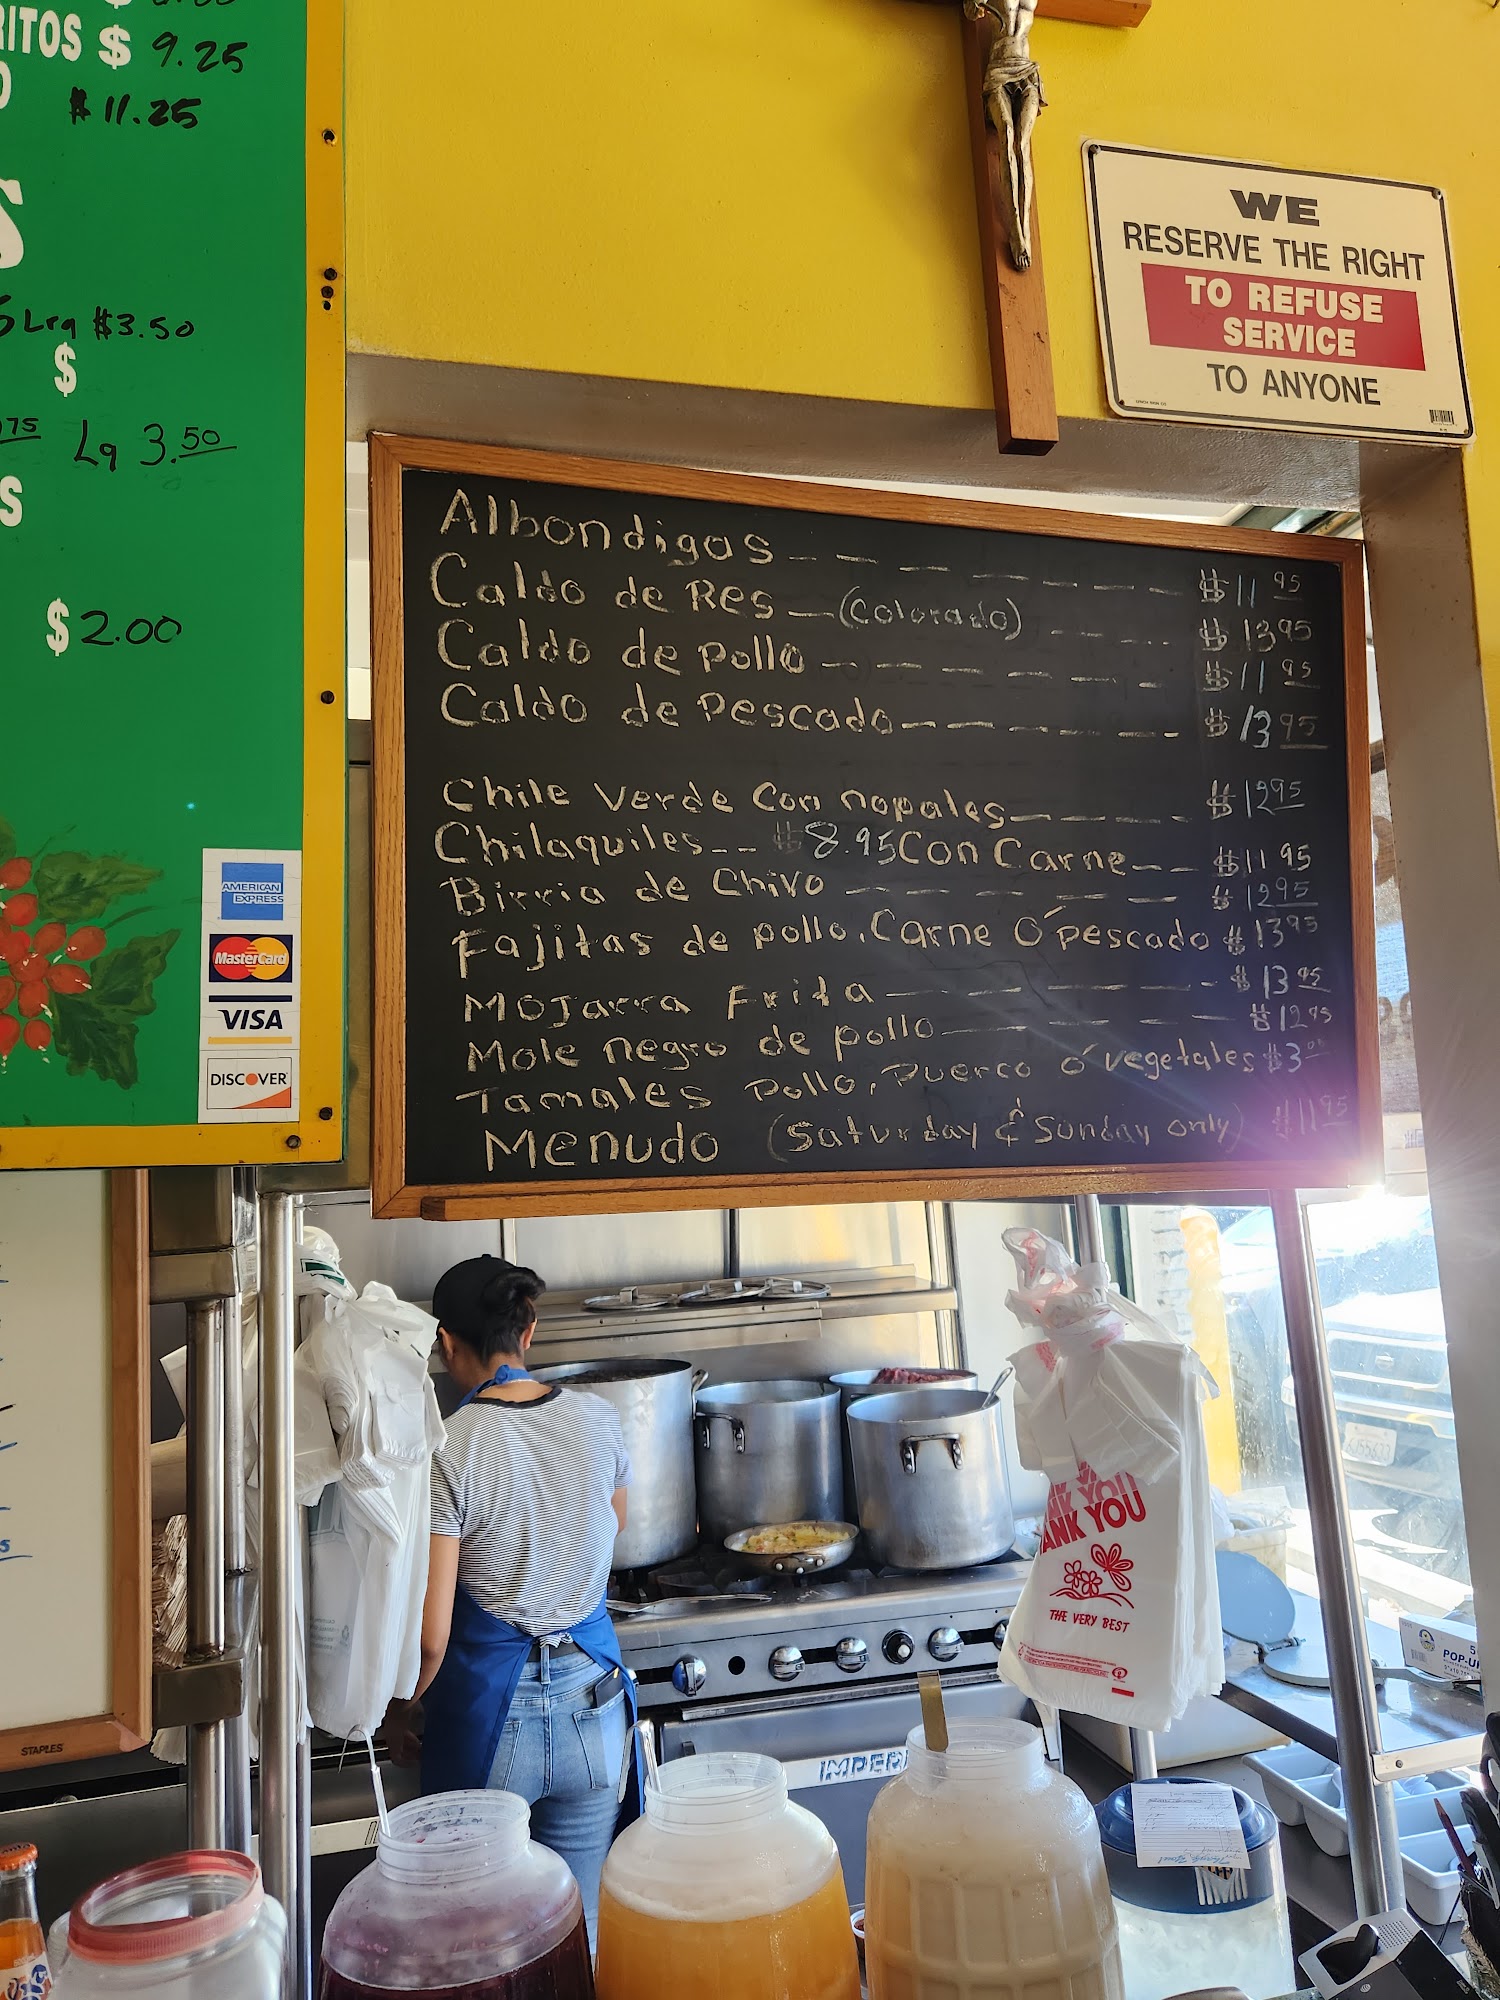 RITOS $ 9.25
$11.25
S
Lrg $3.50
$
75 Lg 3.50
S
$2.00
AMERICAN EXPRESS
MasterCard
VISA
DISCOVER
WE
RESERVE THE RIGHT
TO REFUSE
SERVICE
TO ANYONE
Albondigas $11 95
Caldo de Res (Colorado) $13 95
Caldo de pollo $11 95
Caldo de Pescado $13 95
Chile Verde Con nopales $12 95
Chilaquiles $8.95 Con Carne $11 95
Birria de Chivo $12 95
Fajitas de pollo, Carne Ó pescado $13 95
Mojarra Frita $13 95
Mole negro de pollo $12 95
Tamales Pollo, Puerco ó vegetales $3
Menudo (Saturday & Sunday only) $11 95
STAPLES
THANK YOU
THE VERY BEST
IMPERI
POP-U